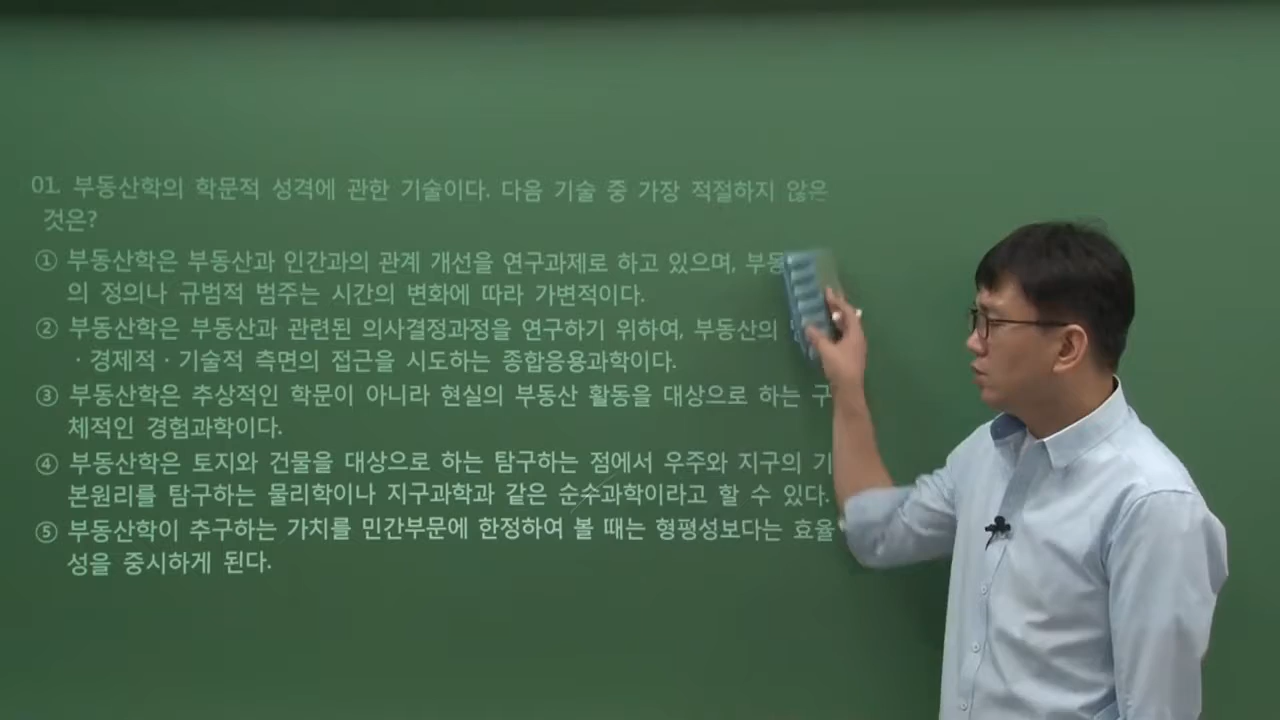 01. 부동산학의 학문적 성격에 관한 기술이다. 다음 기술 중 가장 적절하지 않은
것은?
① 부동산학은 부동산과 인간과의 관계 개선을 연구과제로 하고 있으며, 부동
의 정의나 규범적 범주는 시간의 변화에 따라 가변적이다.
② 부동산학은 부동산과 관련된 의사결정과정을 연구하기 위하여, 부동산의
· 경제적 · 기술적 측면의 접근을 시도하는 종합응용과학이다.
③ 부동산학은 추상적인 학문이 아니라 현실의 부동산 활동을 대상으로 하는 구
체적인 경험과학이다.
④ 부동산학은 토지와 건물을 대상으로 하는 탐구하는 점에서 우주와 지구의 기
본원리를 탐구하는 물리학이나 지구과학과 같은 순수과학이라고 할 수 있다.
⑤ 부동산학이 추구하는 가치를 민간부문에 한정하여 볼 때는 형평성보다는 효율
성을 중시하게 된다.